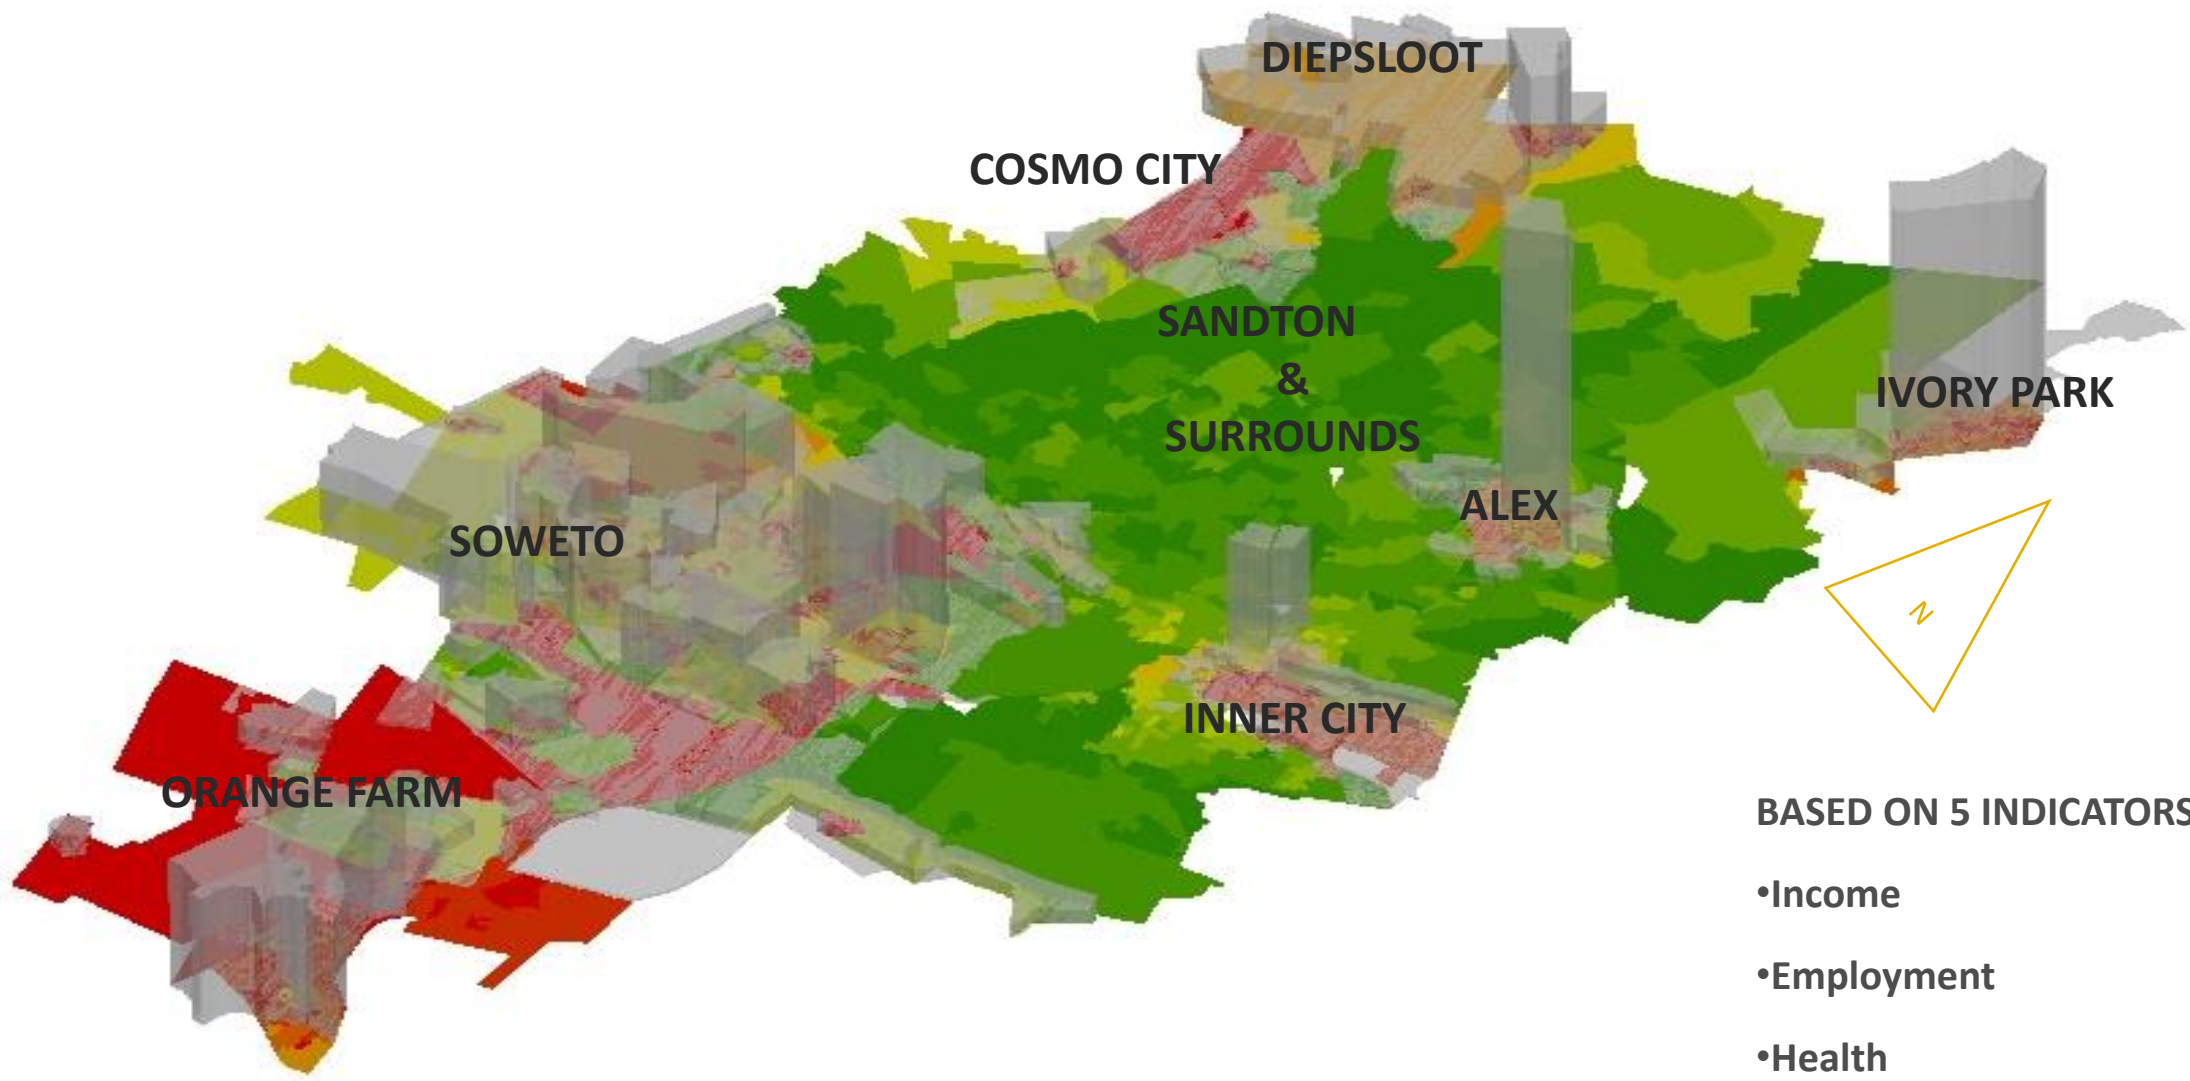 DIEPSLOOT
COSMO CITY
SANDTON
&
SURROUNDS
IVORY PARK
ALEX
SOWETO
N
INNER CITY
ORANGE FARM
BASED ON 5 INDICATORS
•Income
•Employment
•Health